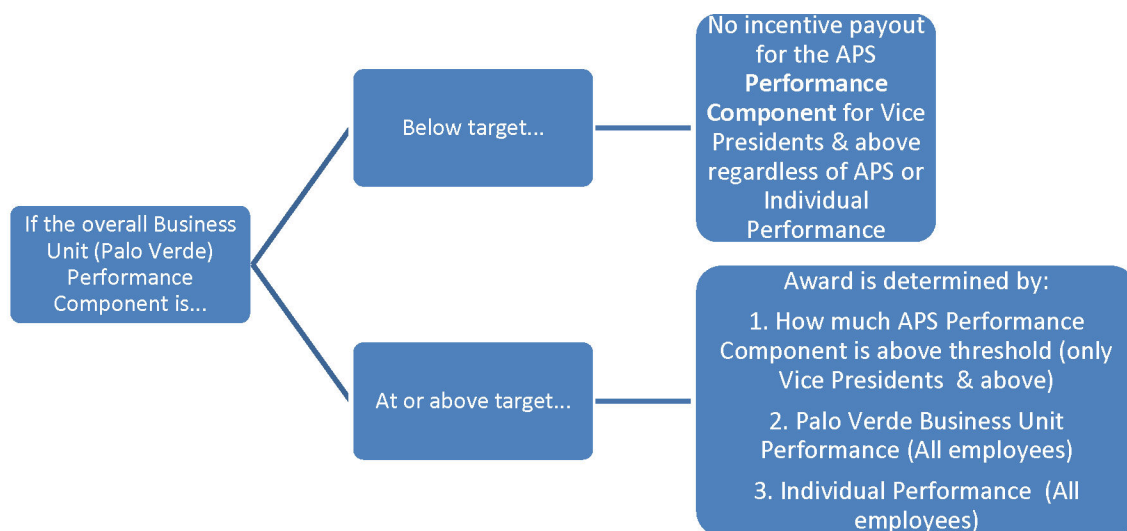 If the overall Business
Unit (Palo Verde)
Performance
Component is...
Below target...
No incentive payout
for the APS
Performance
Component for Vice
Presidents & above
regardless of APS or
Individual
Performance
At or above target...
Award is determined by:
1. How much APS Performance
Component is above threshold (only
Vice Presidents & above)
2. Palo Verde Business Unit
Performance (All employees)
3. Individual Performance (All
employees)